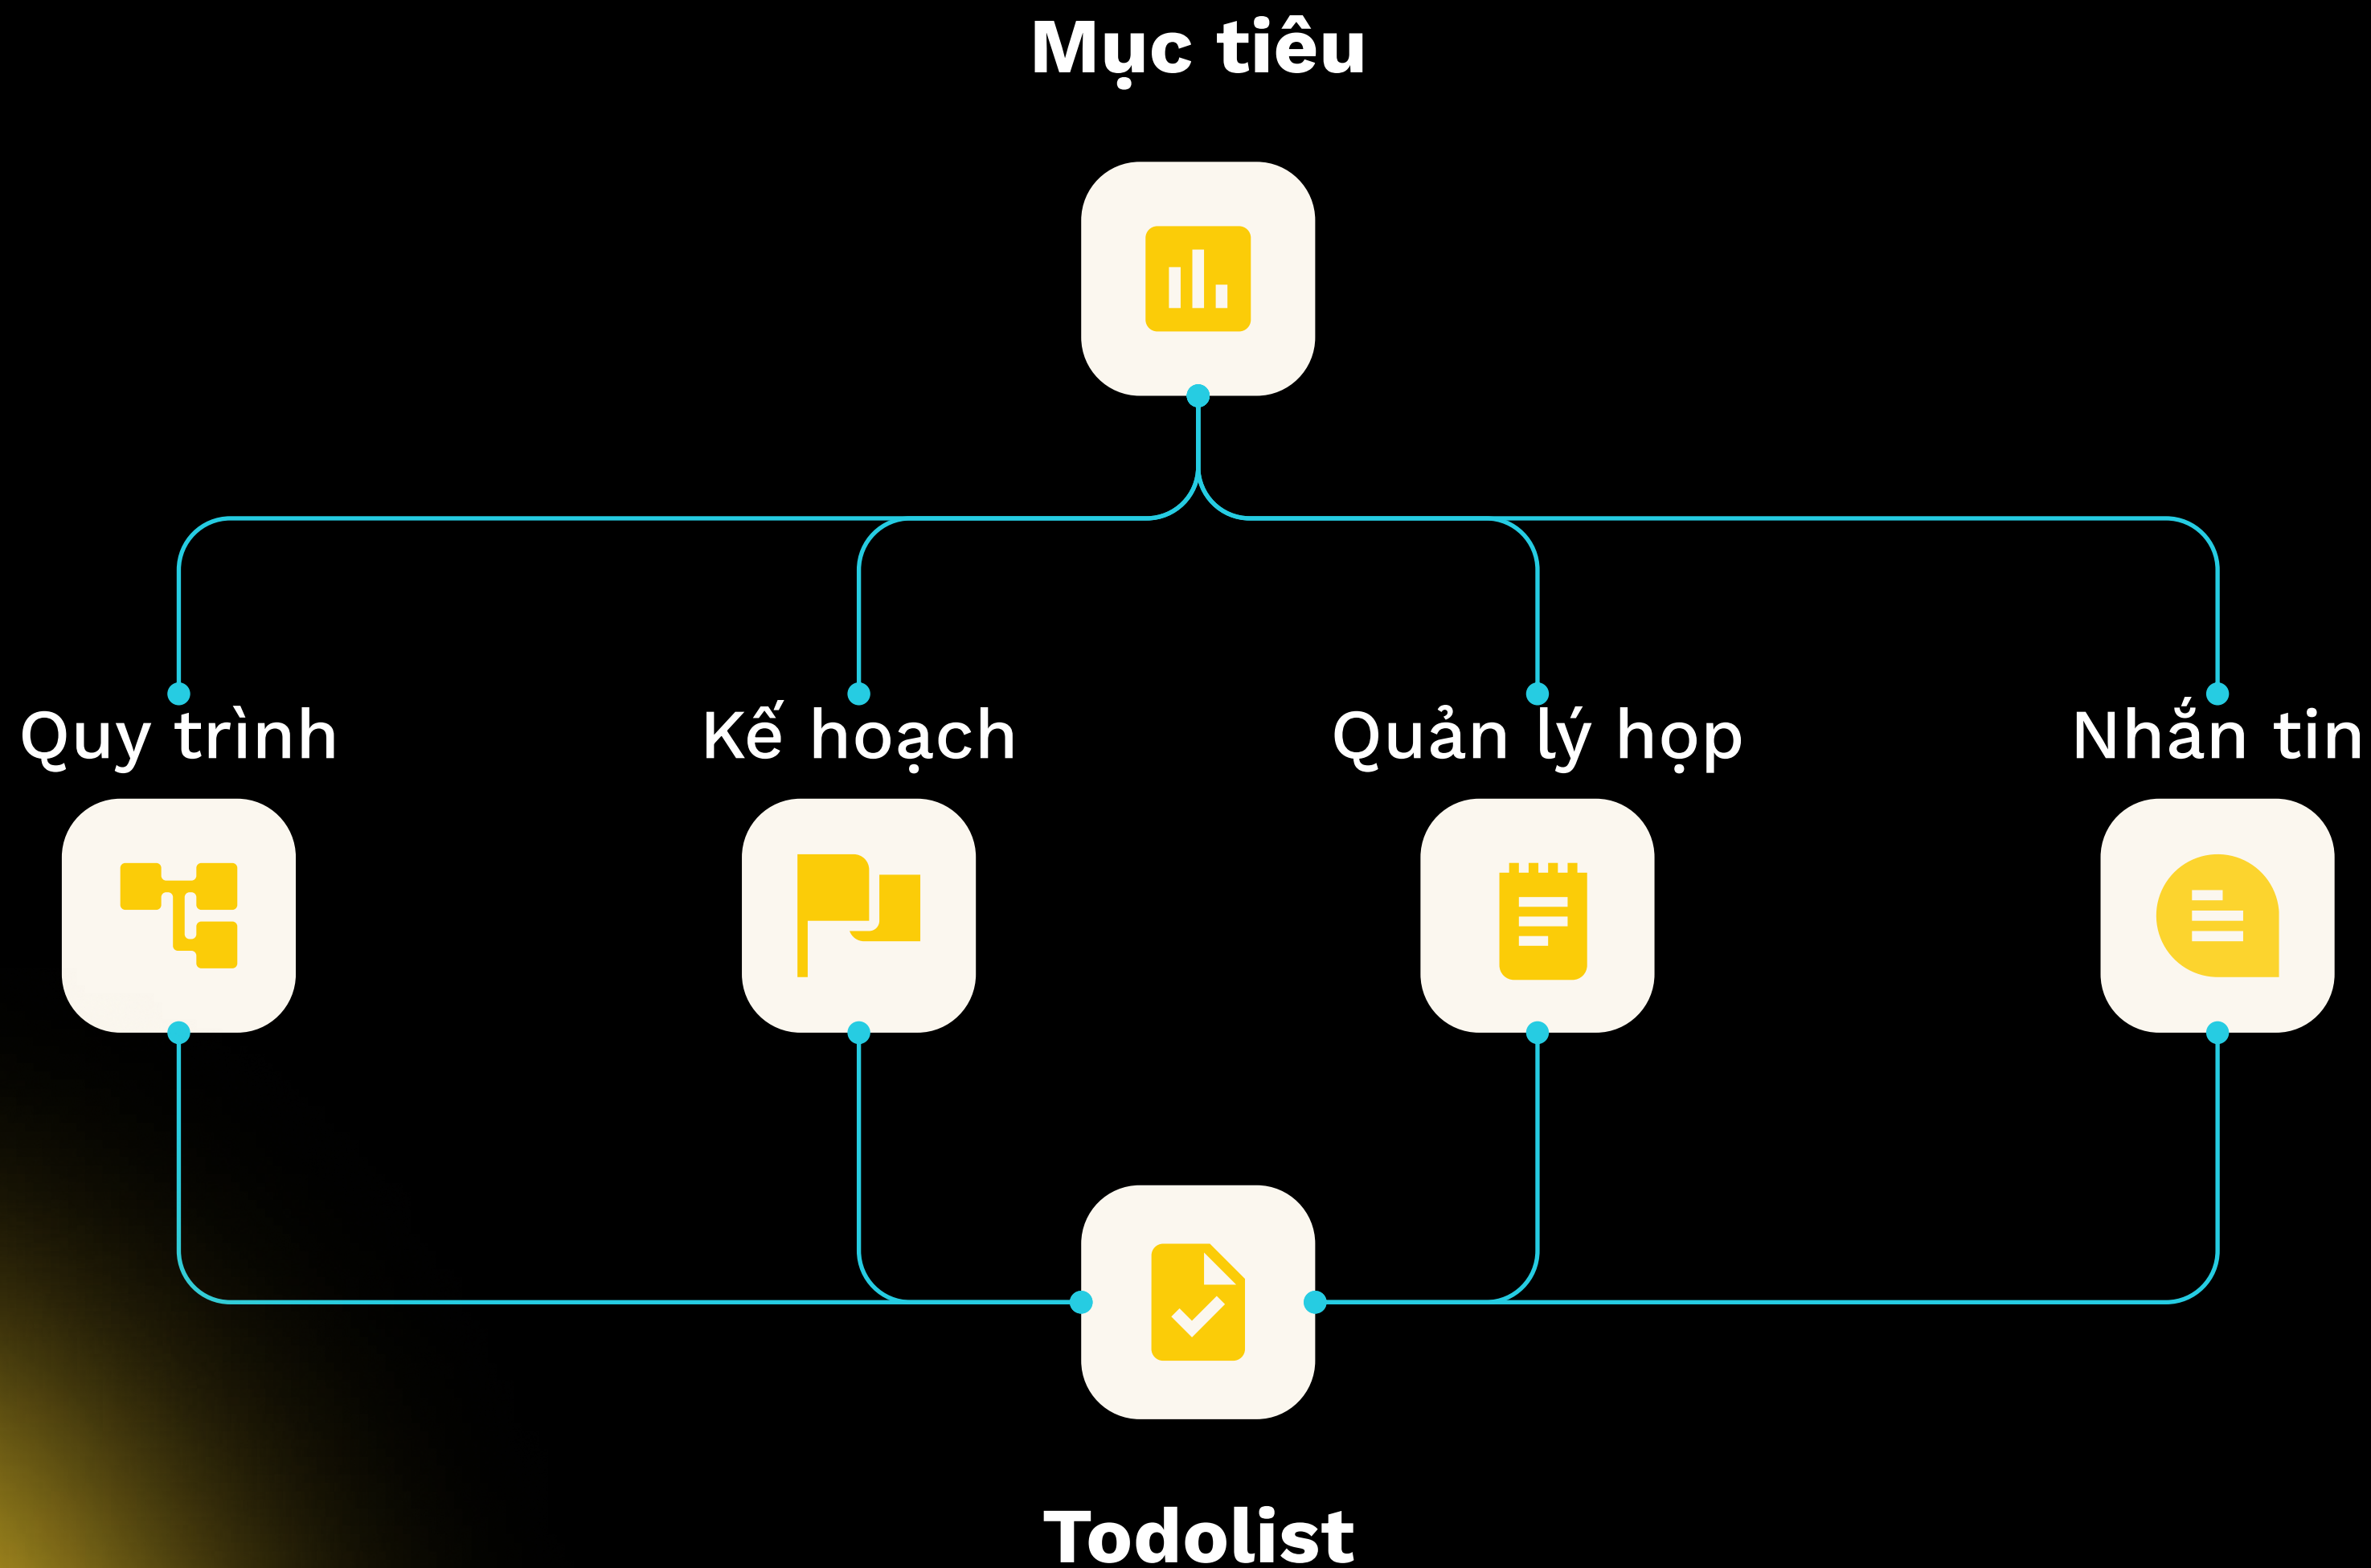 Mục tiêu
Quy trình
Kế hoạch
Quản lý họp
Nhắn tin
Todolist